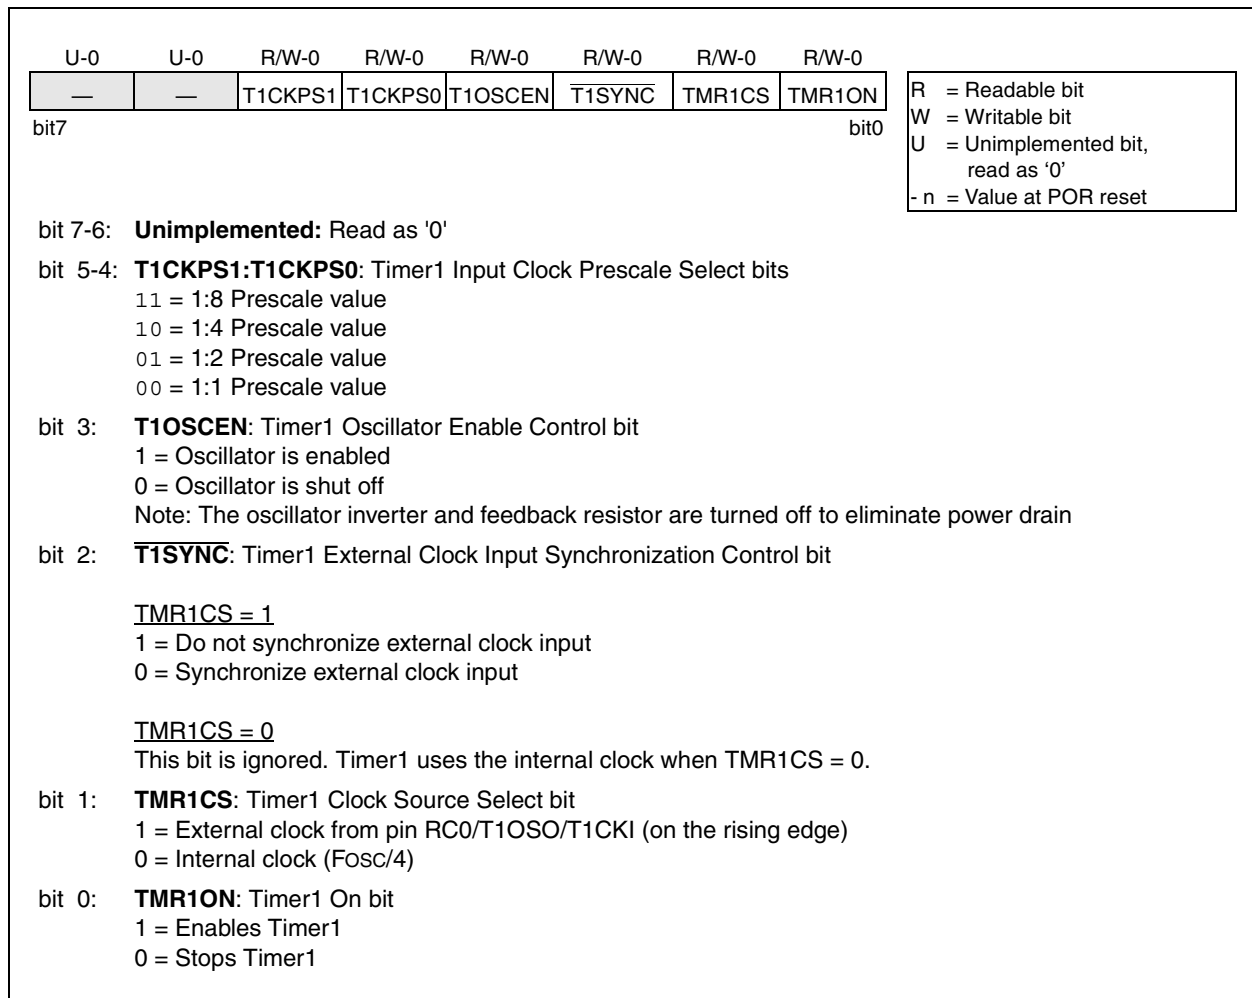 U-0 U-0 R/W-0 R/W-0 R/W-0 R/W-0 R/W-0 R/W-0
— — T1CKPS1 T1CKPS0 T1OSCEN T1SYNC TMR1CS TMR1ON
bit7 bit0
R = Readable bit
W = Writable bit
U = Unimplemented bit,
read as ‘0’
- n = Value at POR reset
bit 7-6: Unimplemented: Read as '0'
bit 5-4: T1CKPS1:T1CKPS0: Timer1 Input Clock Prescale Select bits
11 = 1:8 Prescale value
10 = 1:4 Prescale value
01 = 1:2 Prescale value
00 = 1:1 Prescale value
bit 3: T1OSCEN: Timer1 Oscillator Enable Control bit
1 = Oscillator is enabled
0 = Oscillator is shut off
Note: The oscillator inverter and feedback resistor are turned off to eliminate power drain
bit 2: T1SYNC: Timer1 External Clock Input Synchronization Control bit
TMR1CS = 1
1 = Do not synchronize external clock input
0 = Synchronize external clock input
TMR1CS = 0
This bit is ignored. Timer1 uses the internal clock when TMR1CS = 0.
bit 1: TMR1CS: Timer1 Clock Source Select bit
1 = External clock from pin RC0/T1OSO/T1CKI (on the rising edge)
0 = Internal clock (FOSC/4)
bit 0: TMR1ON: Timer1 On bit
1 = Enables Timer1
0 = Stops Timer1